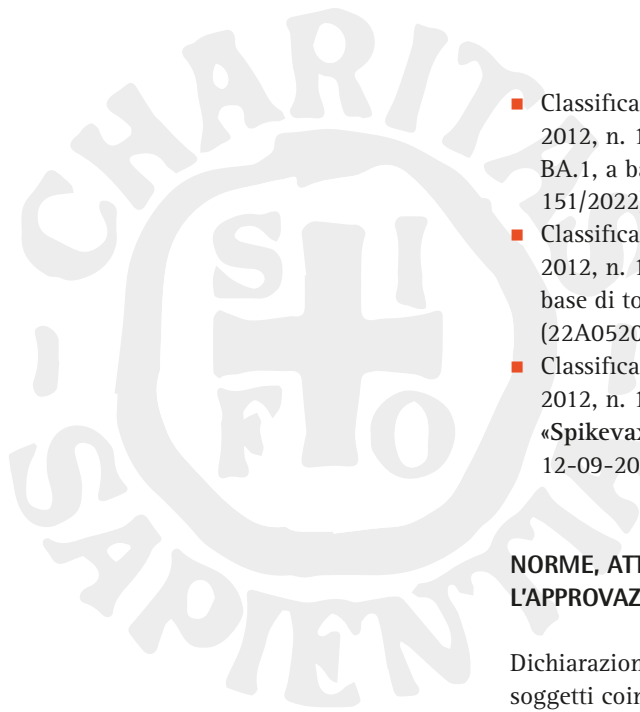 CHARITAS - SAPIENTIA -
S I
F O
■ Classifica
2012, n. 1
BA.1, a ba
151/2022
■ Classifica
2012, n. 1
base di to
(22A0520
■ Classifica
2012, n. 1
«Spikevax
12-09-20
NORME, ATT
L'APPROVAZ
Dichiarazion
soggetti coin